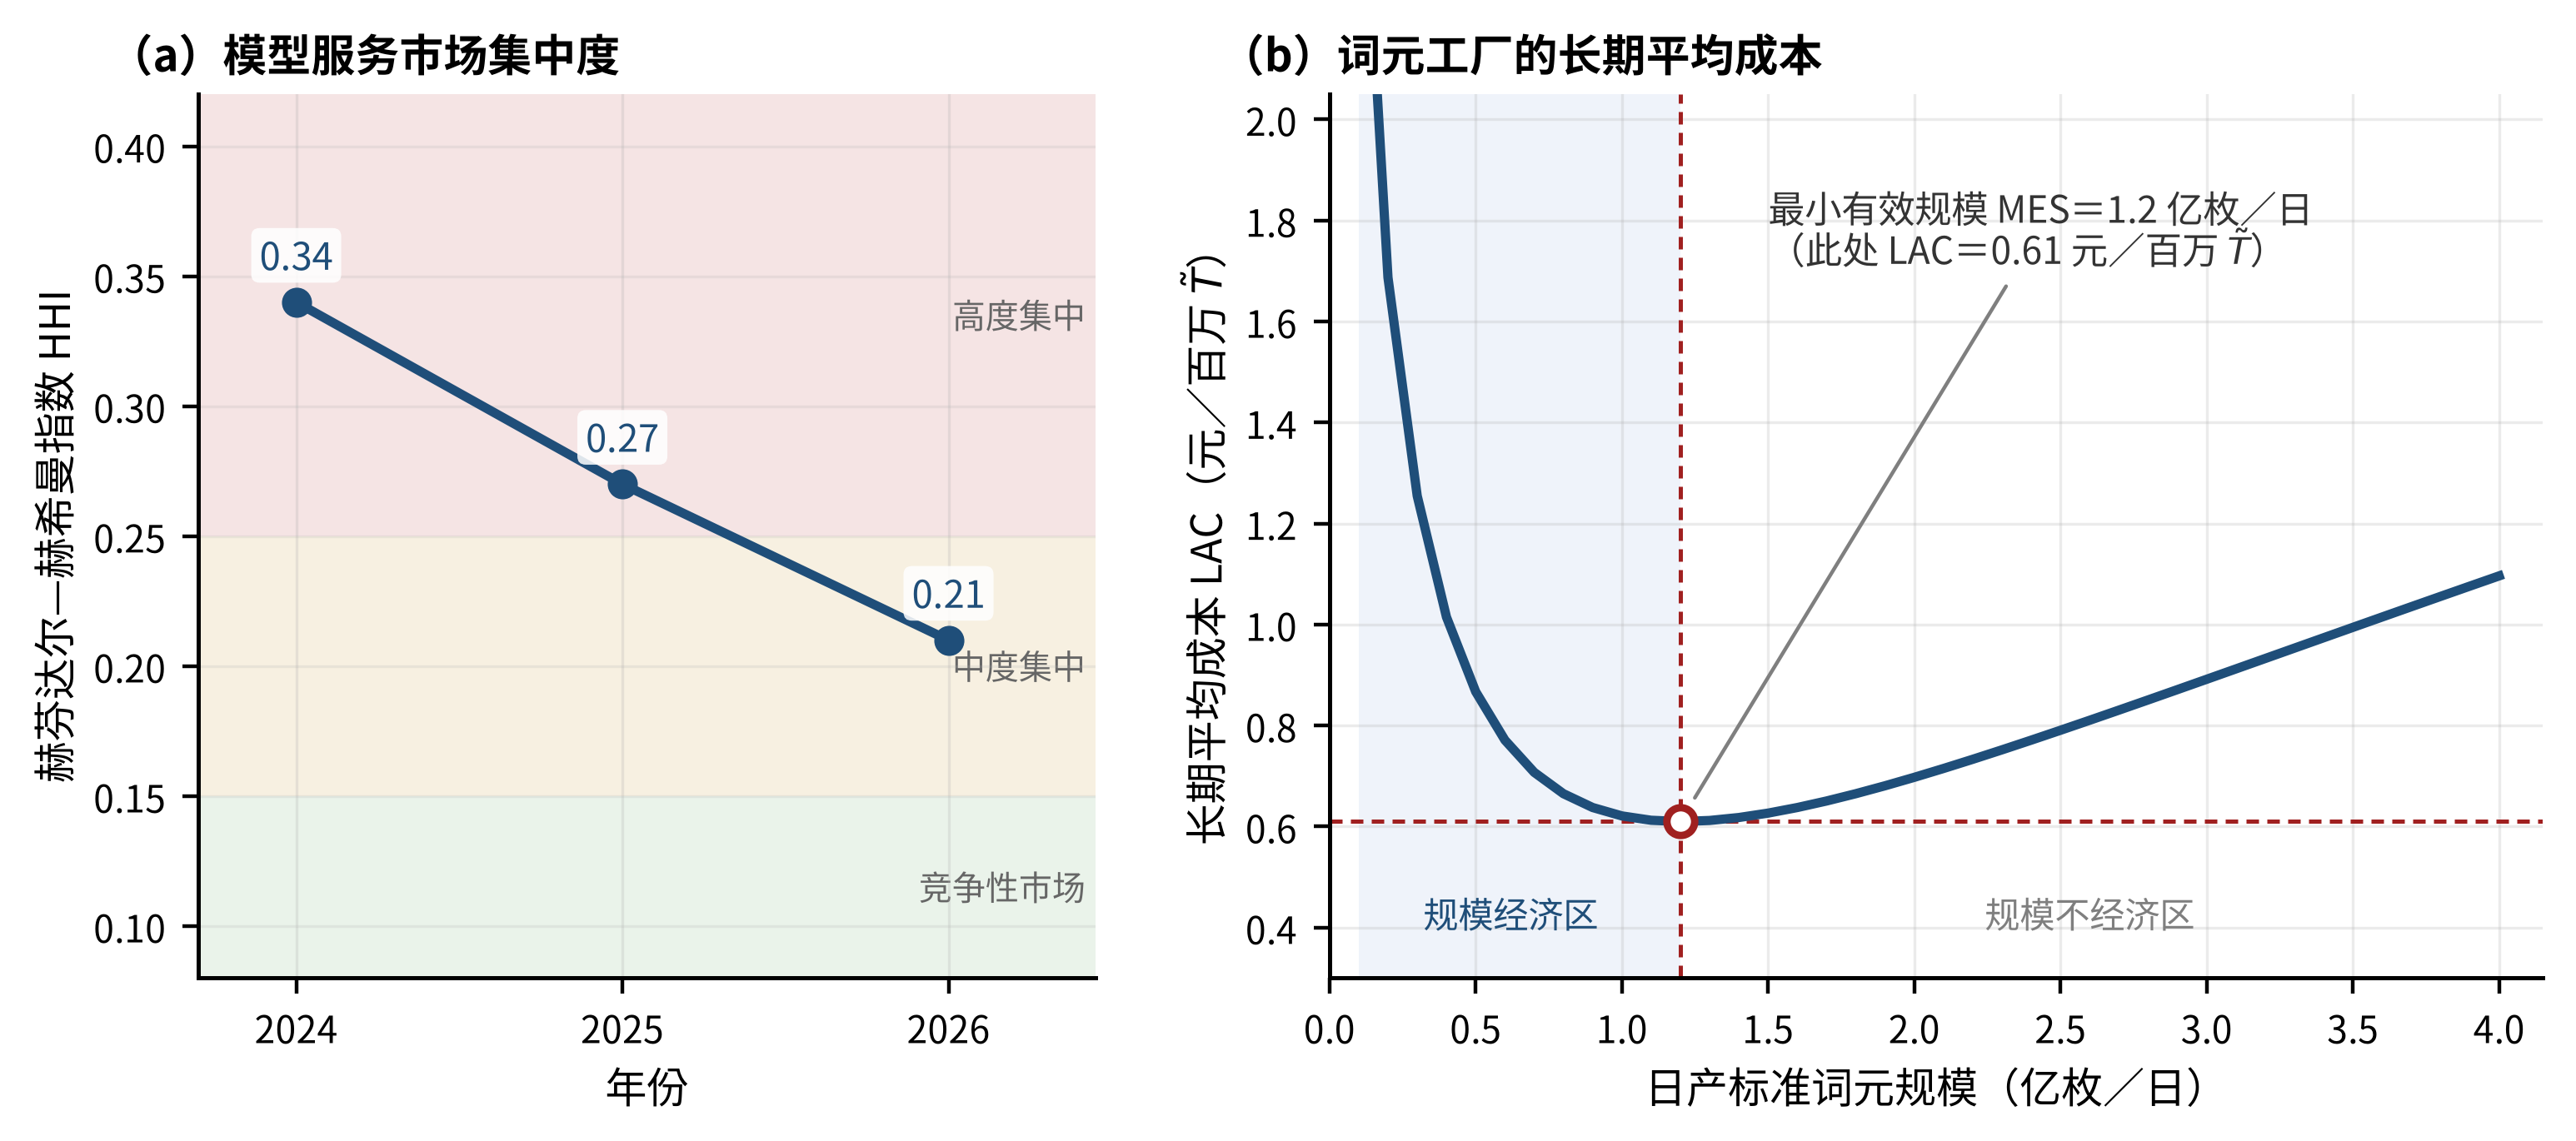 （a）模型服务市场集中度
赫芬达尔—赫希曼指数 HHI
0.40
0.35
0.30
0.25
0.20
0.15
0.10
0.34
0.27
0.21
高度集中
中度集中
竞争性市场
2024
2025
2026
年份
（b）词元工厂的长期平均成本
长期平均成本 LAC（元／百万 T̃）
2.0
1.8
1.6
1.4
1.2
1.0
0.8
0.6
0.4
最小有效规模 MES＝1.2 亿枚／日
（此处 LAC＝0.61 元／百万 T̃）
规模经济区
规模不经济区
0.0
0.5
1.0
1.5
2.0
2.5
3.0
3.5
4.0
日产标准词元规模（亿枚／日）